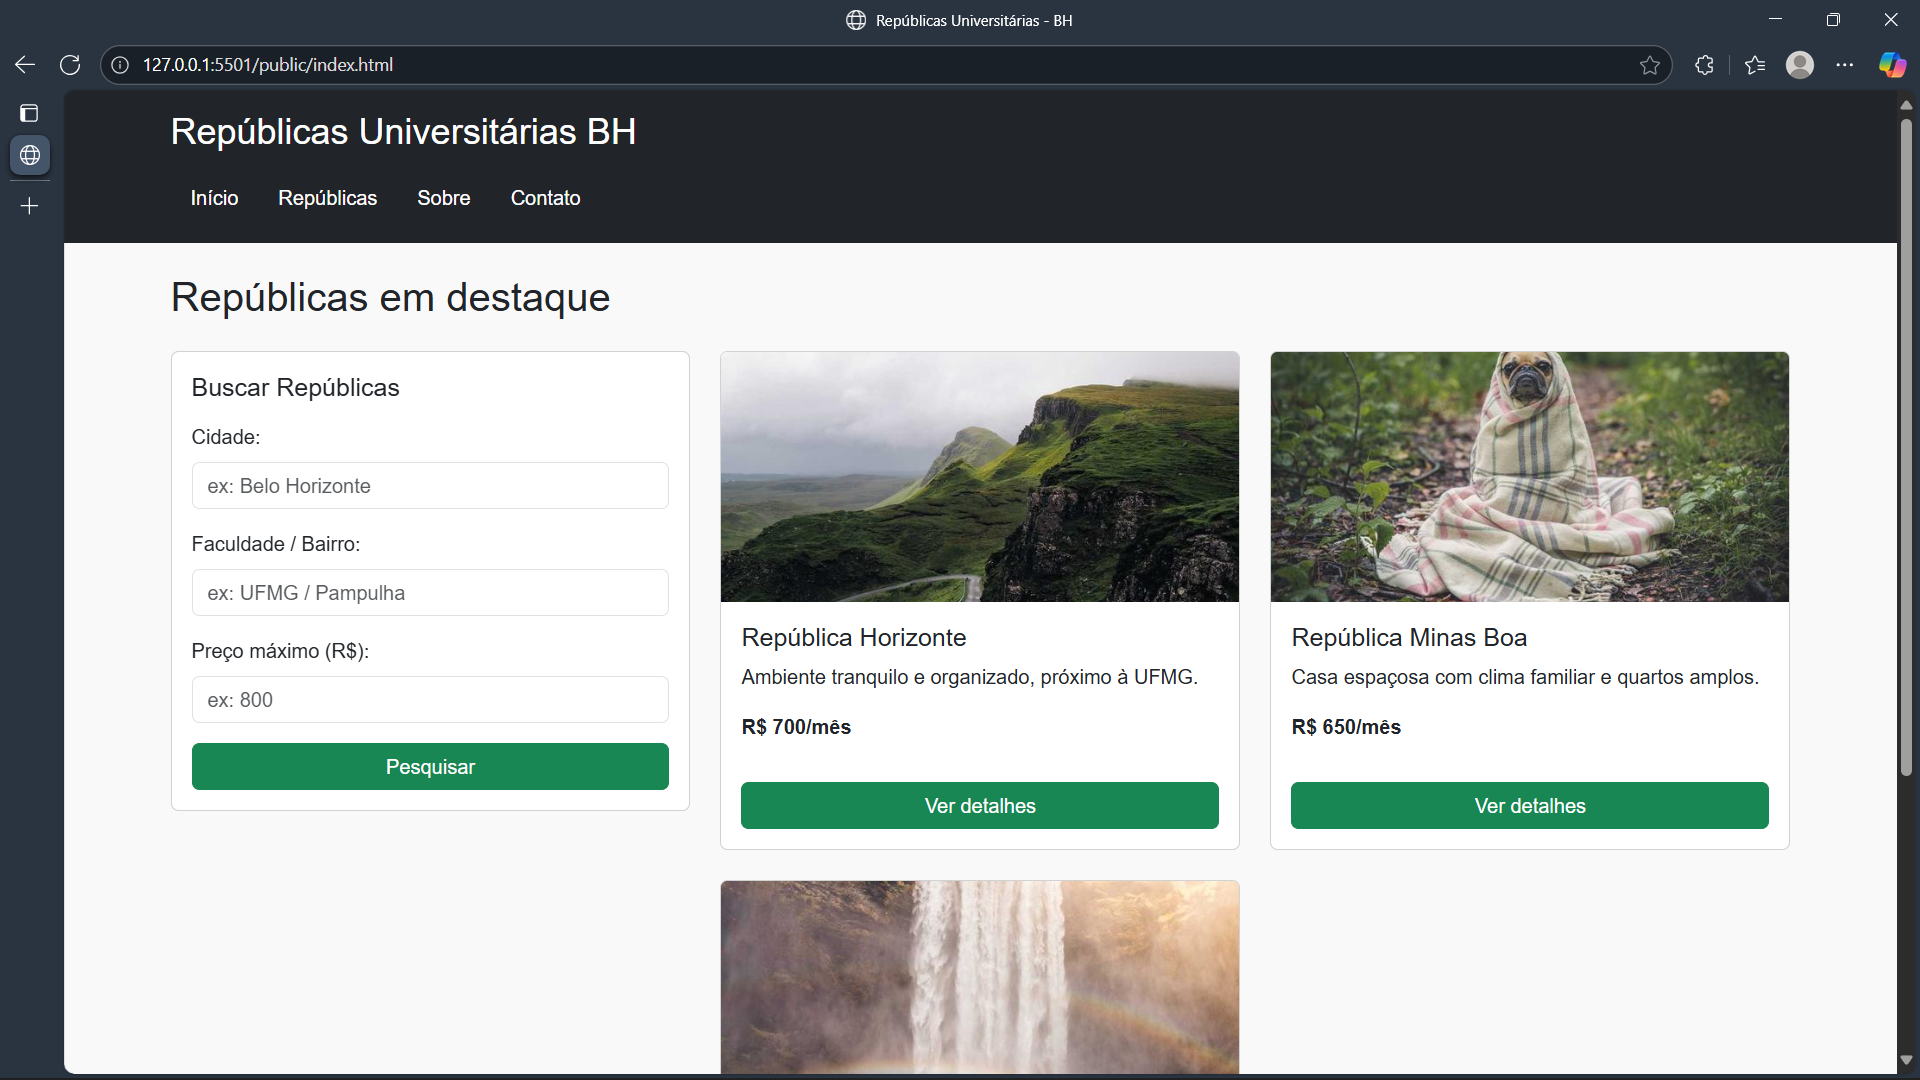 Repúblicas Universitárias - BH
127.0.0.1:5501/public/index.html
Repúblicas Universitárias BH
Início Repúblicas Sobre Contato
Repúblicas em destaque
Buscar Repúblicas
Cidade:
ex: Belo Horizonte
Faculdade / Bairro:
ex: UFMG / Pampulha
Preço máximo (R$):
ex: 800
Pesquisar
República Horizonte
Ambiente tranquilo e organizado, próximo à UFMG.
R$ 700/mês
Ver detalhes
República Minas Boa
Casa espaçosa com clima familiar e quartos amplos.
R$ 650/mês
Ver detalhes